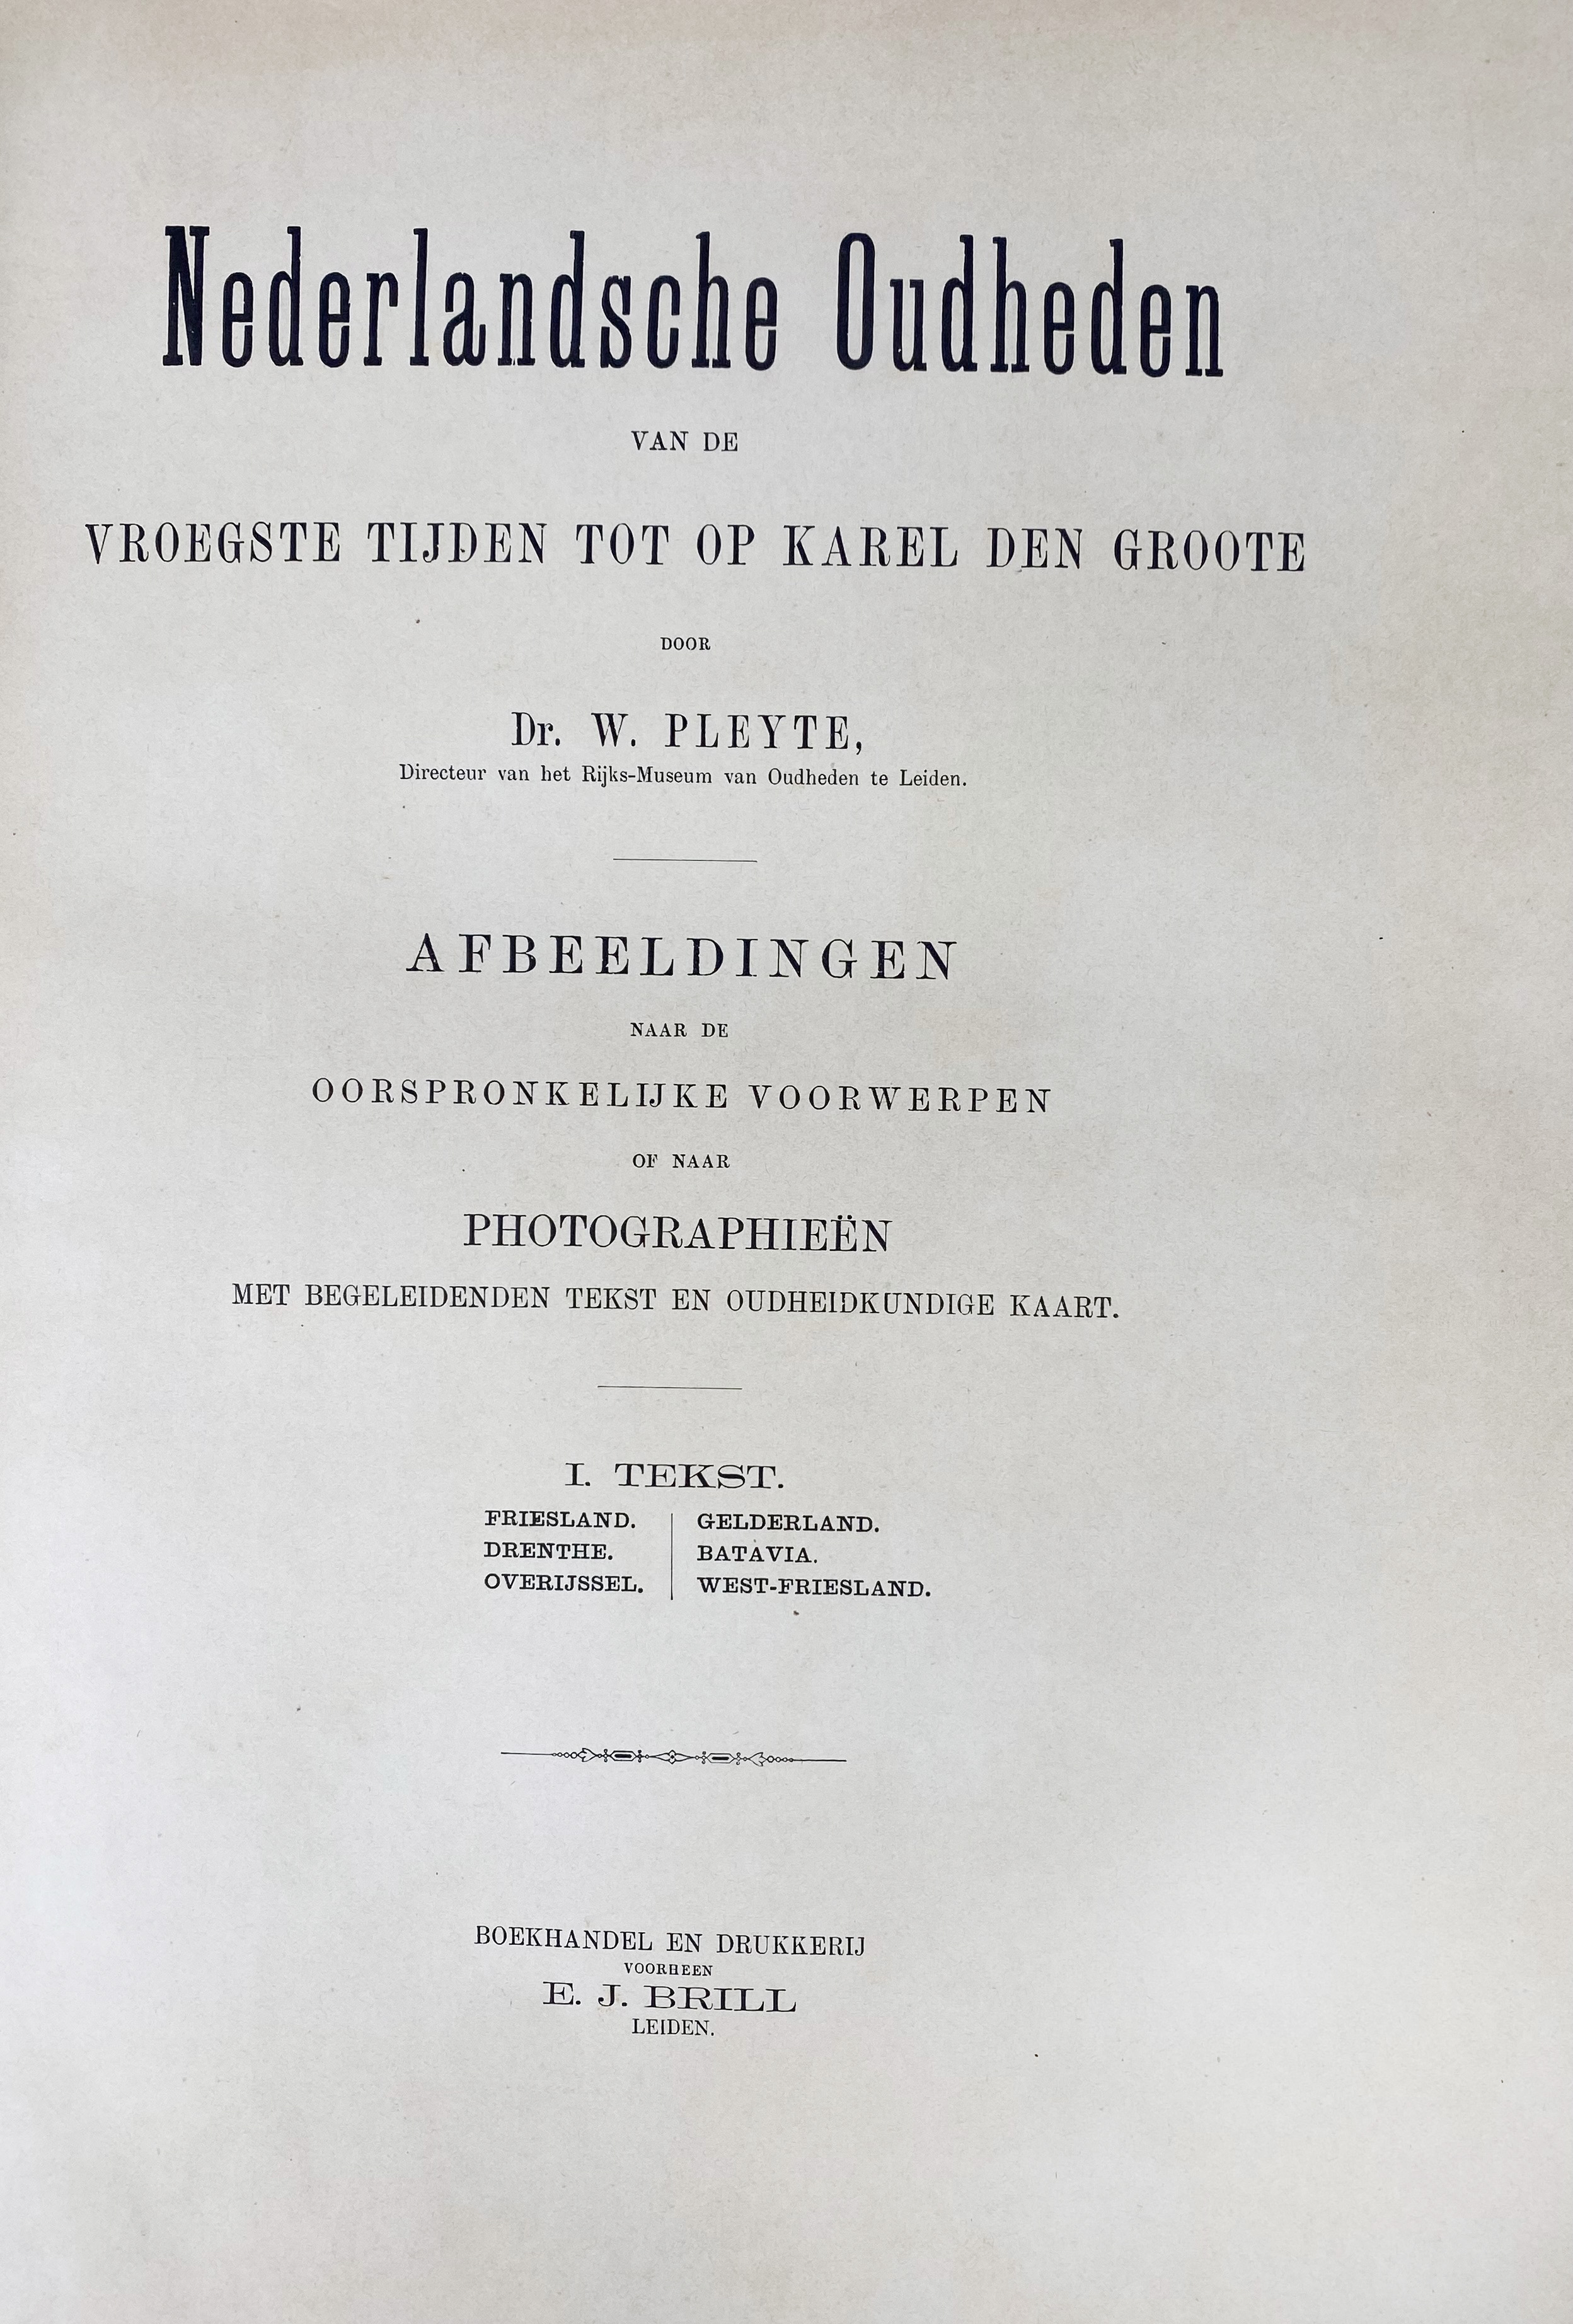 Nederlandsche Oudheden
VAN DE
VROEGSTE TIJDEN TOT OP KAREL DEN GROOTE
DOOR
Dr. W. PLEYTE,
Directeur van het Rijks-Museum van Oudheden te Leiden.
AFBEELDINGEN
NAAR DE
OORSPRONKELIJKE VOORWERPEN
OF NAAR
PHOTOGRAPHIEËN
MET BEGELEIDENDEN TEKST EN OUDHEIDKUNDIGE KAART.
I. TEKST.
FRIESLAND.
DRENTHE.
OVERIJSSEL.
GELDERLAND.
BATAVIA.
WEST-FRIESLAND.
BOEKHANDEL EN DRUKKERIJ
VOORHEEN
E. J. BRILL
LEIDEN.